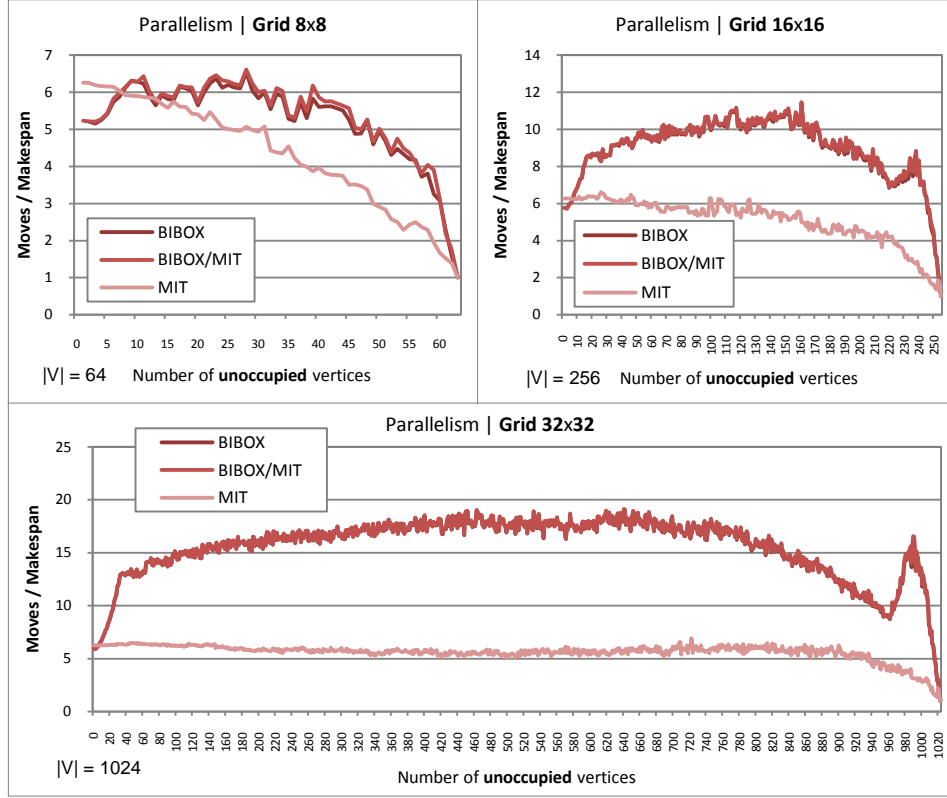 Parallelism | Grid 8x8
Moves / Makespan
7
6
5
4
3
2
1
0
BIBOX
BIBOX/MIT
MIT
0 5 10 15 20 25 30 35 40 45 50 55 60
|V| = 64 Number of unoccupied vertices
Parallelism | Grid 16x16
Moves / Makespan
14
12
10
8
6
4
2
0
BIBOX
BIBOX/MIT
MIT
0 10 20 30 40 50 60 70 80 90 100 110 120 130 140 150 160 170 180 190 200 210 220 230 240 250
|V| = 256 Number of unoccupied vertices
Parallelism | Grid 32x32
Moves / Makespan
25
20
15
10
5
0
BIBOX
BIBOX/MIT
MIT
0 20 40 60 80 100 120 140 160 180 200 220 240 260 280 300 320 340 360 380 400 420 440 460 480 500 520 540 560 580 600 620 640 660 680 700 720 740 760 780 800 820 840 860 880 900 920 940 960 980 1000 1020
|V| = 1024
Number of unoccupied vertices